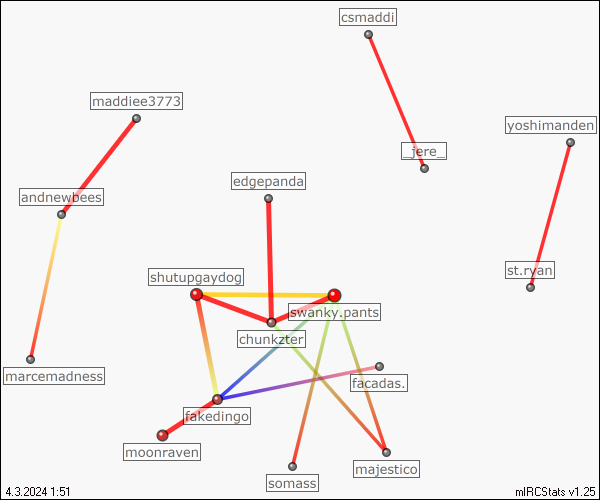 csmaddi
maddiee3773
yoshimanden
_jere_
edgepanda
andnewbees
st.ryan
shutupgaydog
swanky.pants
chunkzter
marcemadness
facadas.
fakedingo
moonraven
majestico
somass
4.3.2024 1:51
mIRCStats v1.25